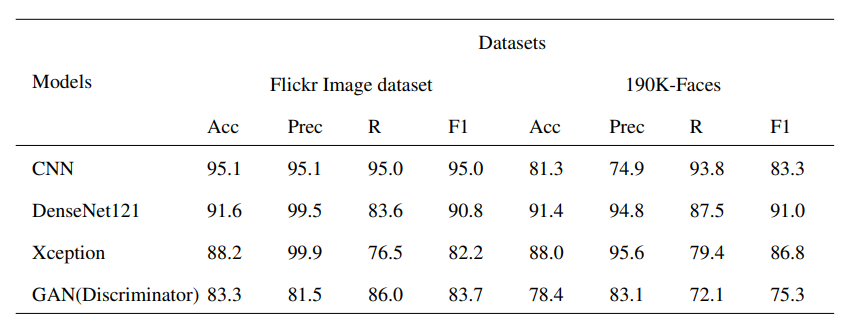 Datasets
Models
Flickr Image dataset 190K-Faces
Acc Prec R F1 Acc Prec R F1
CNN 95.1 95.1 95.0 95.0 81.3 74.9 93.8 83.3
DenseNet121 91.6 99.5 83.6 90.8 91.4 94.8 87.5 91.0
Xception 88.2 99.9 76.5 82.2 88.0 95.6 79.4 86.8
GAN(Discriminator) 83.3 81.5 86.0 83.7 78.4 83.1 72.1 75.3